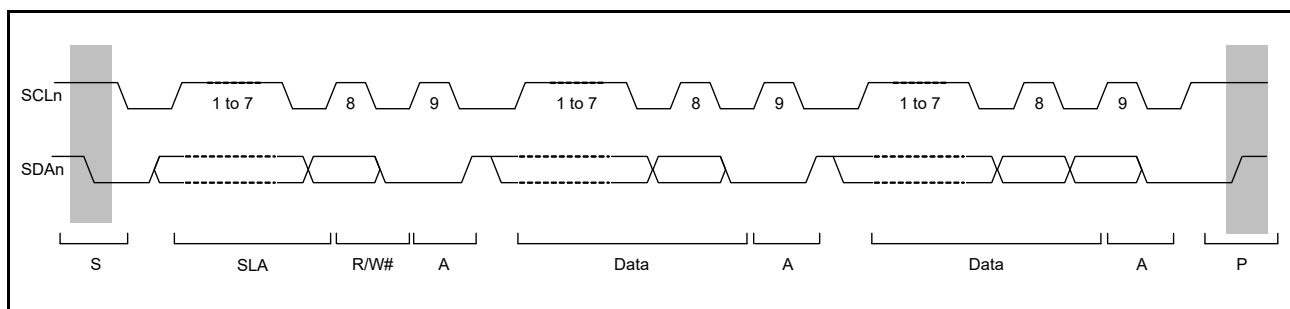 SCLn
1 to 7 8 9 1 to 7 8 9 1 to 7 8 9
SDAn
S SLA R/W# A Data A Data A P